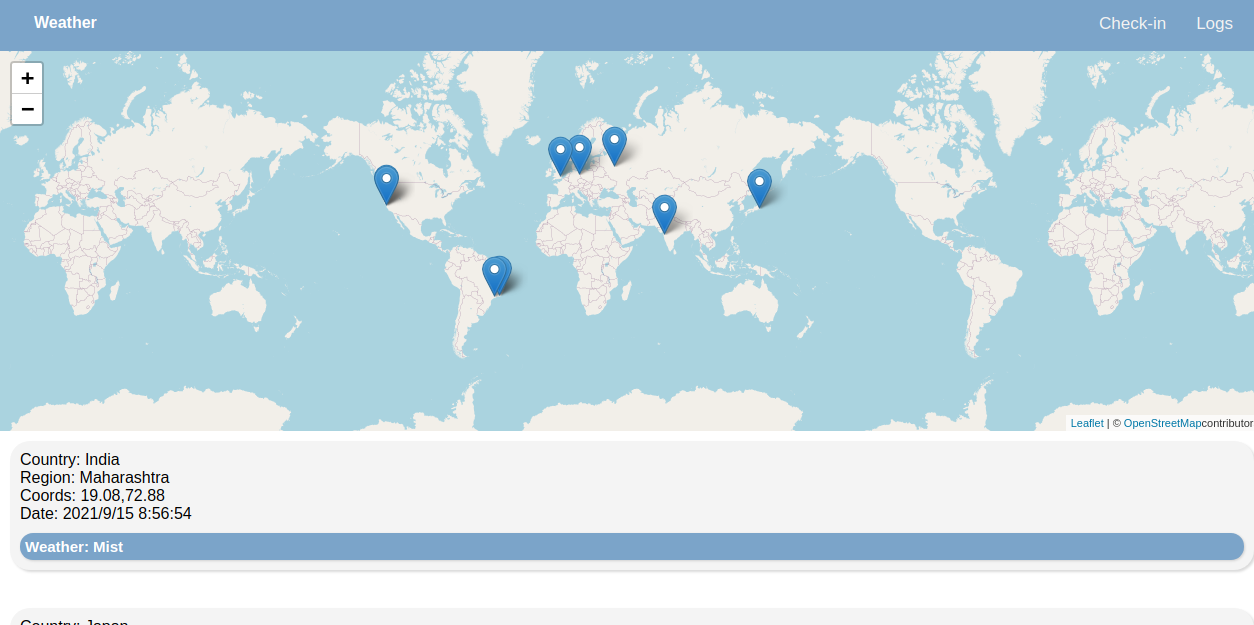 Weather
Check-in
Logs
+
−
Leaflet | © OpenStreetMapcontributor
Country: India
Region: Maharashtra
Coords: 19.08,72.88
Date: 2021/9/15 8:56:54
Weather: Mist
Country: Japan